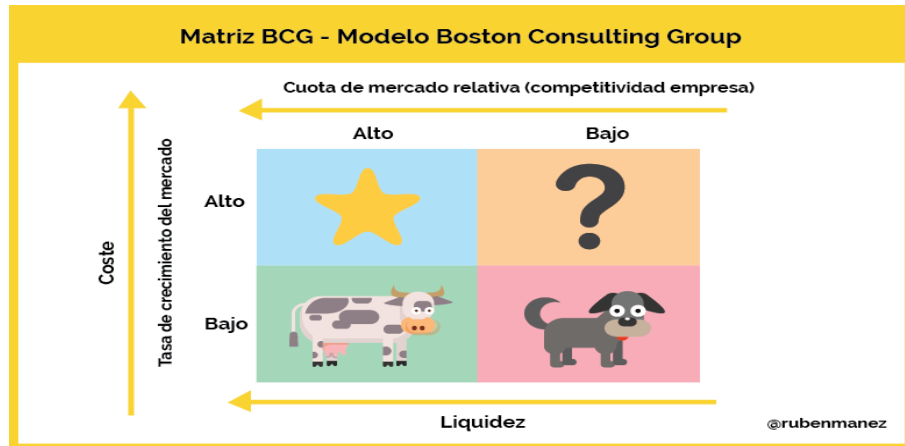 Matriz BCG - Modelo Boston Consulting Group
Cuota de mercado relativa (competitividad empresa)
Alto
Bajo
Coste
Tasa de crecimiento del mercado
Alto
?
Bajo
Liquidez
@rubenmanez